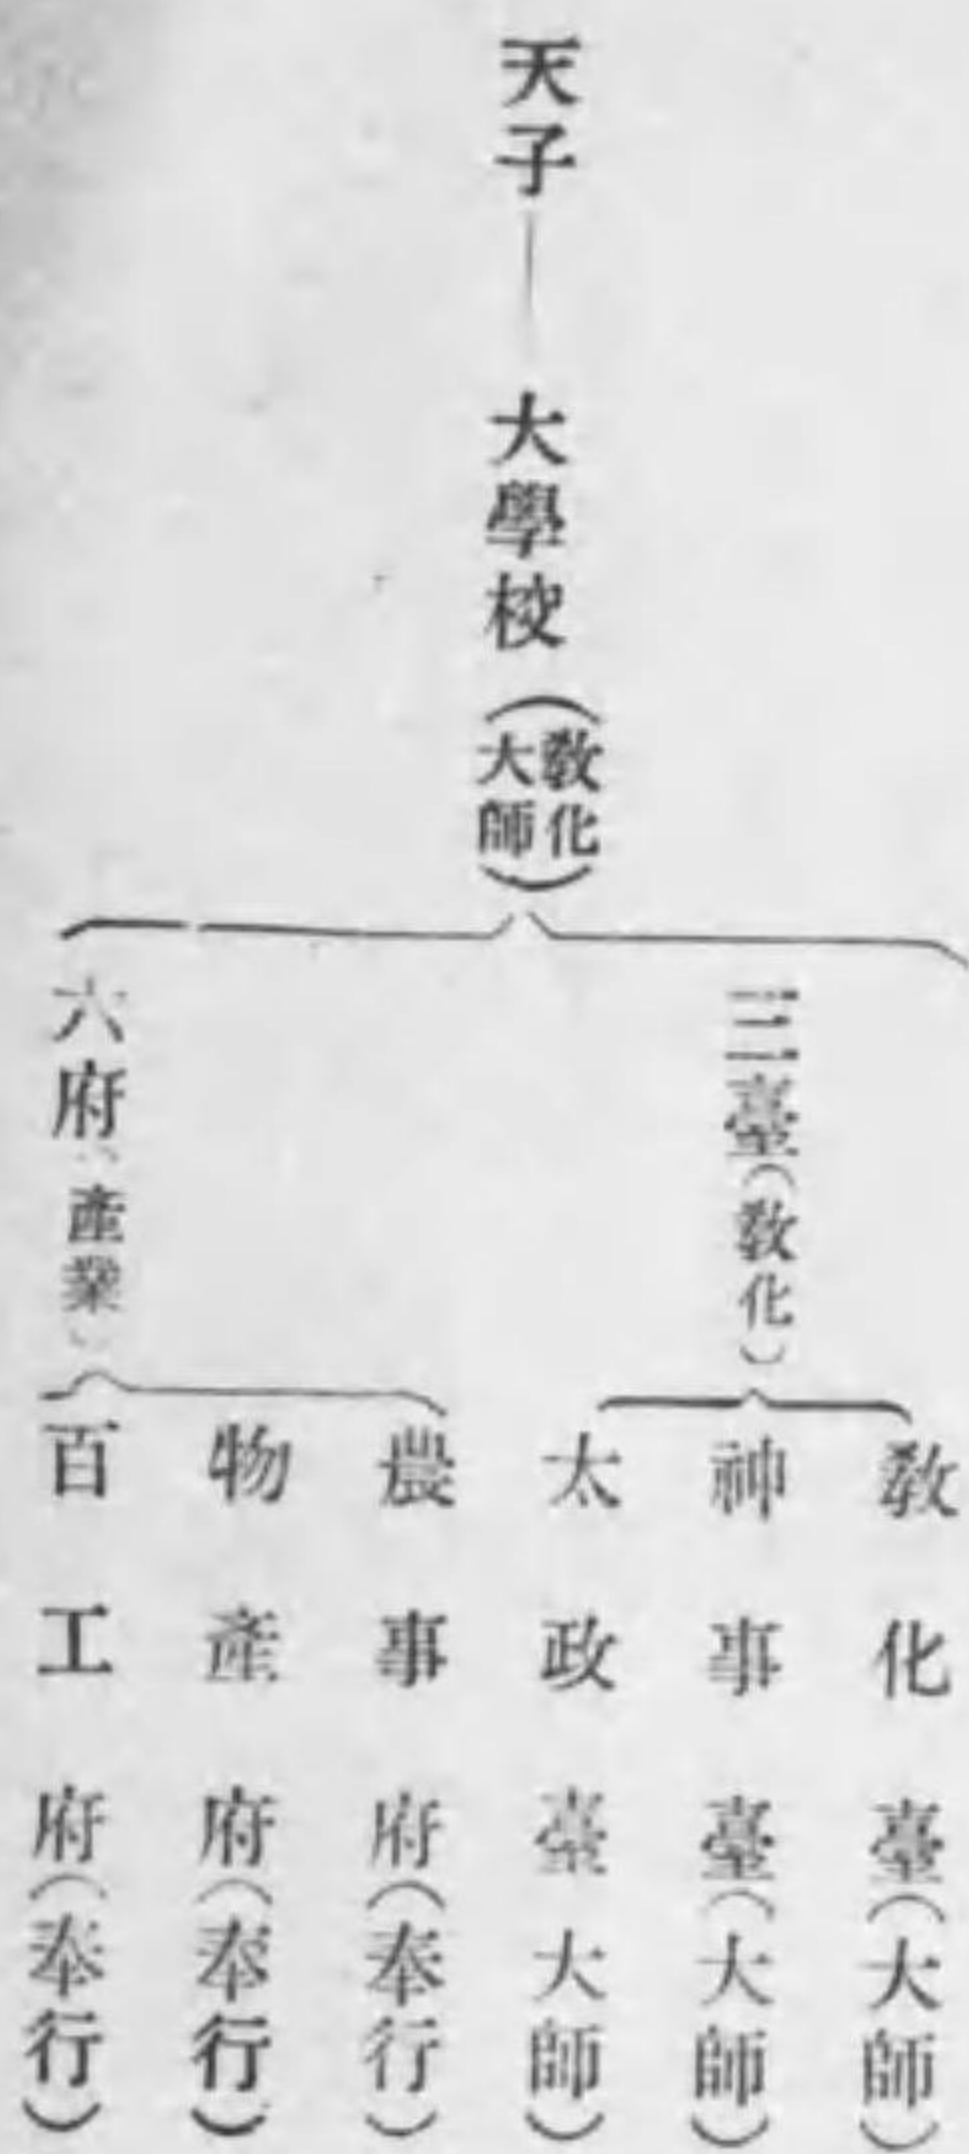 天子
大學校(教化大師)
三臺(教化)
六府(產業)
教化臺(大師)
神事臺(大師)
太政臺大師)
農事府(奉行)
物產府(奉行)
百工府(奉行)